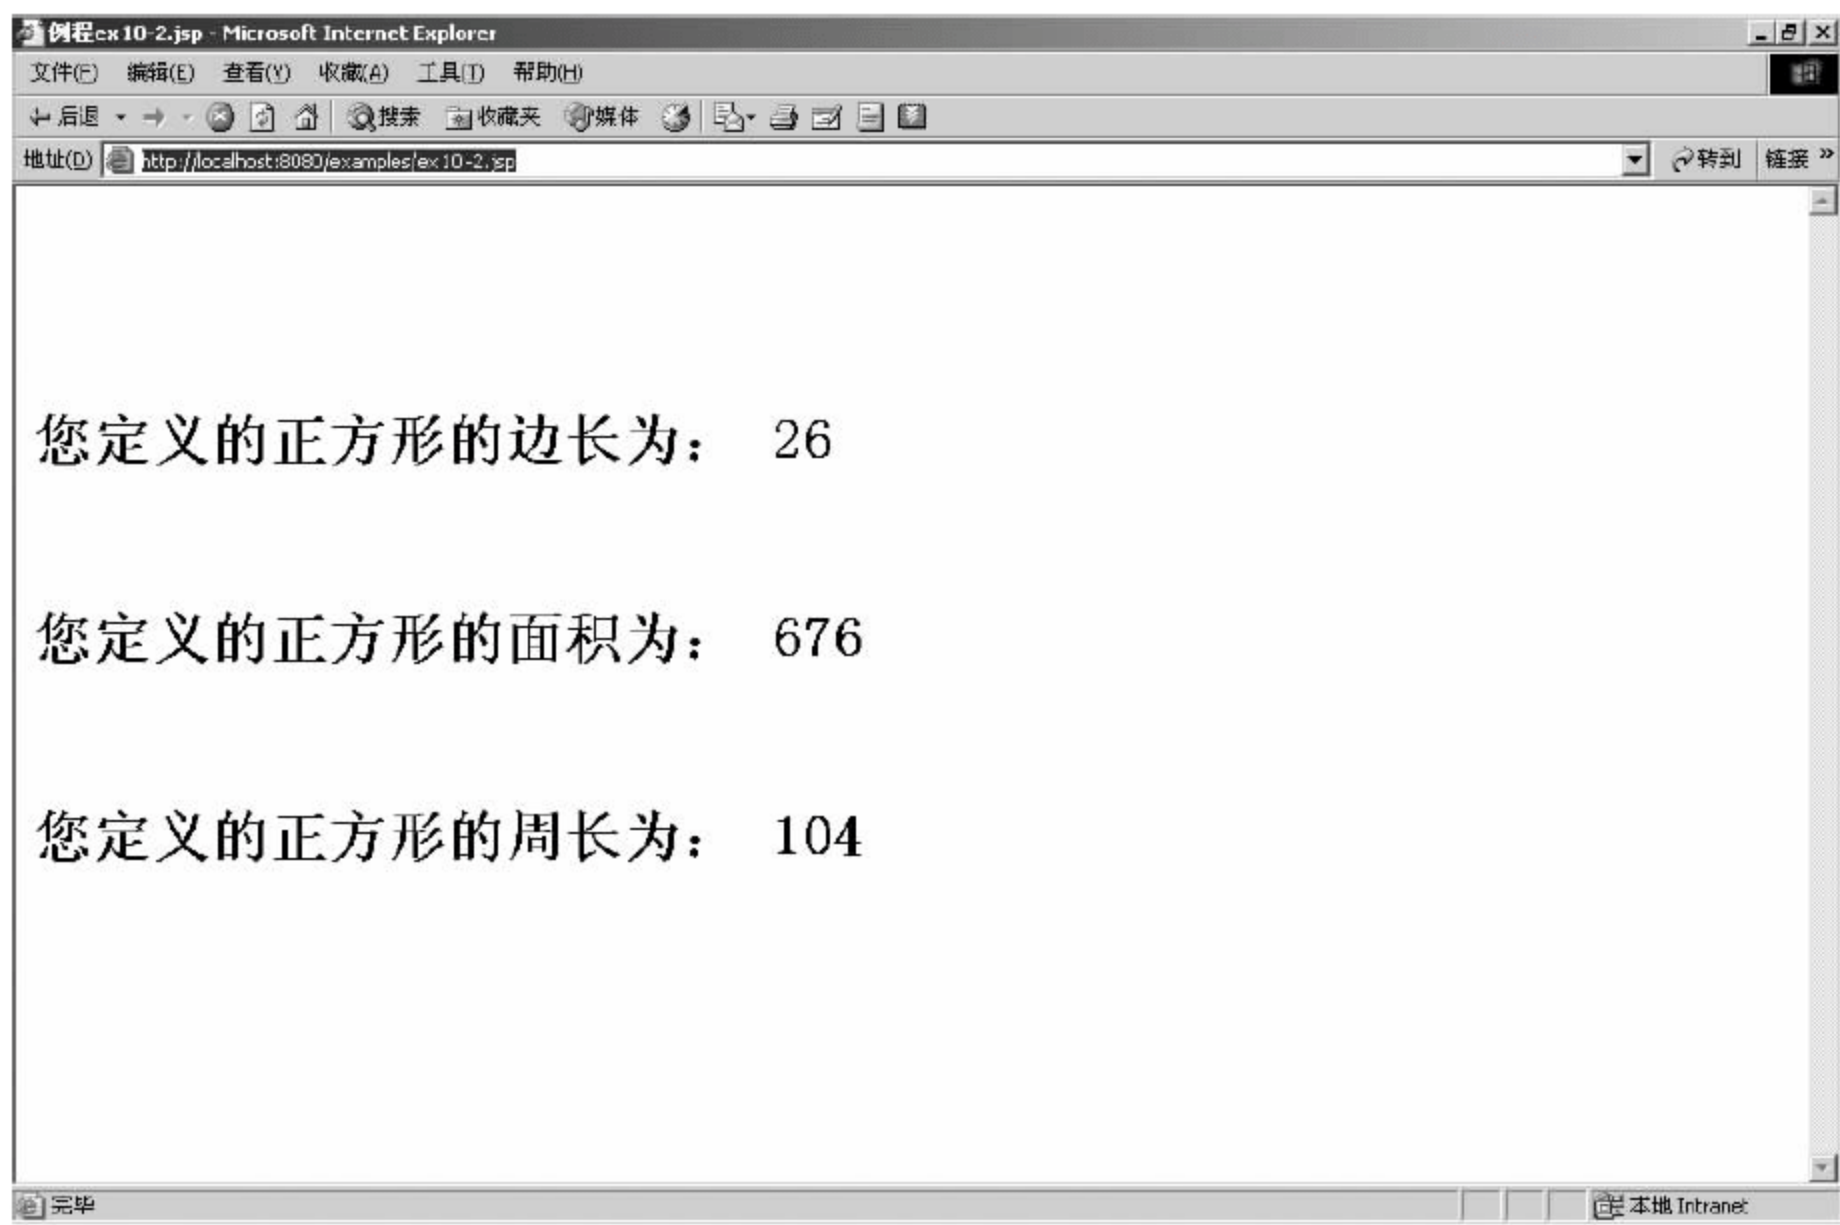 例程ex10-2.jsp - Microsoft Internet Explorer
文件(F) 编辑(E) 查看(V) 收藏(A) 工具(T) 帮助(H)
后退 搜索 收藏夹 媒体
地址(D) http://localhost:8080/examples/ex10-2.jsp 转到 链接 »
您定义的正方形的边长为： 26
您定义的正方形的面积为： 676
您定义的正方形的周长为： 104
完毕 本地 Intranet